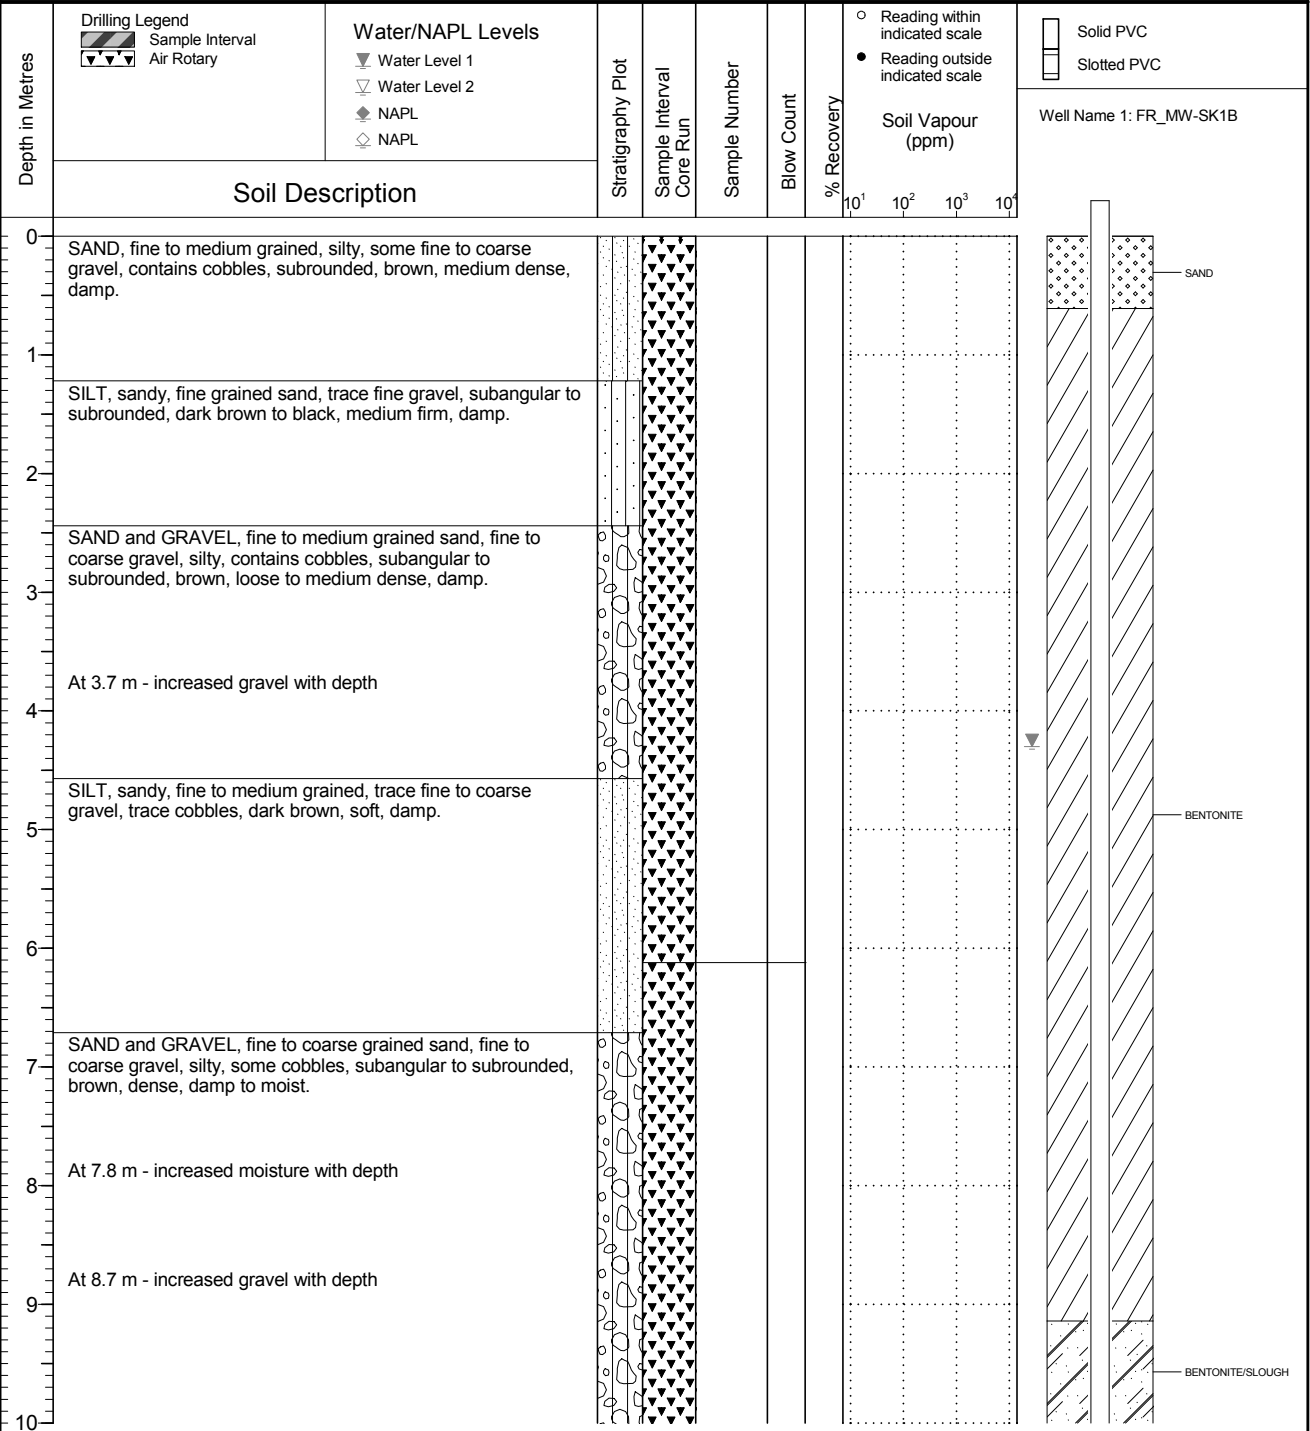 Drilling Legend
Sample Interval
Air Rotary
Water/NAPL Levels
Water Level 1
Water Level 2
NAPL
NAPL
Depth in Metres
Soil Description
Stratigraphy Plot
Sample Interval
Core Run
Sample Number
Blow Count
% Recovery
Reading within
indicated scale
Reading outside
indicated scale
Soil Vapour
(ppm)
10¹ 10² 10³ 10⁴
Solid PVC
Slotted PVC
Well Name 1: FR_MW-SK1B
0
SAND, fine to medium grained, silty, some fine to coarse
gravel, contains cobbles, subrounded, brown, medium dense,
damp.
SAND
1
SILT, sandy, fine grained sand, trace fine gravel, subangular to
subrounded, dark brown to black, medium firm, damp.
2
SAND and GRAVEL, fine to medium grained sand, fine to
coarse gravel, silty, contains cobbles, subangular to
subrounded, brown, loose to medium dense, damp.
3
At 3.7 m - increased gravel with depth
4
SILT, sandy, fine to medium grained, trace fine to coarse
gravel, trace cobbles, dark brown, soft, damp.
BENTONITE
5
6
SAND and GRAVEL, fine to coarse grained sand, fine to
coarse gravel, silty, some cobbles, subangular to subrounded,
brown, dense, damp to moist.
7
At 7.8 m - increased moisture with depth
8
At 8.7 m - increased gravel with depth
9
BENTONITE/SLOUGH
10